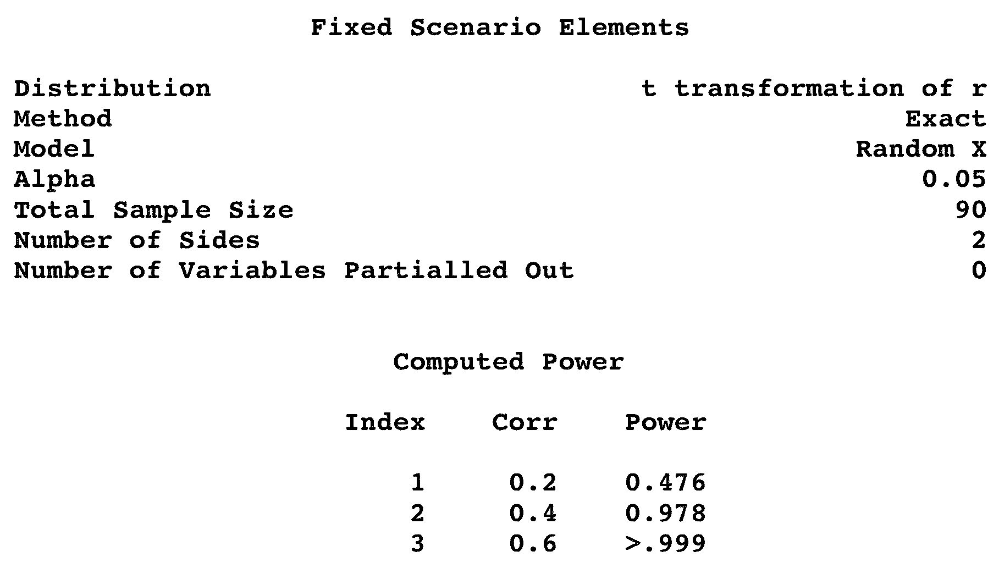 Fixed Scenario Elements
Distribution t transformation of r
Method Exact
Model Random X
Alpha 0.05
Total Sample Size 90
Number of Sides 2
Number of Variables Partialled Out 0
Computed Power
Index Corr Power
1 0.2 0.476
2 0.4 0.978
3 0.6 >.999